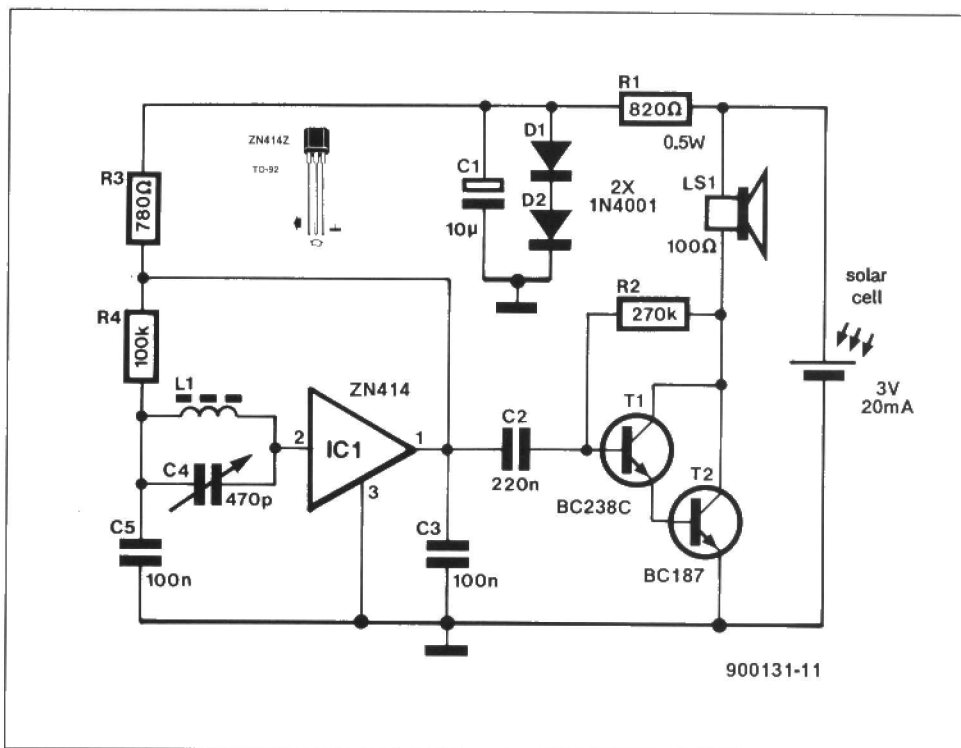 R1
820Ω
0.5W
D1
D2
2X
1N4001
C1
10µ
ZN414Z
TO-92
R3
780Ω
LS1
100Ω
R2
270k
solar
cell
3V
20mA
R4
100k
L1
C4
470p
ZN414
2
IC1
1
3
C2
220n
T1
BC238C
T2
BC187
C5
100n
C3
100n
900131-11